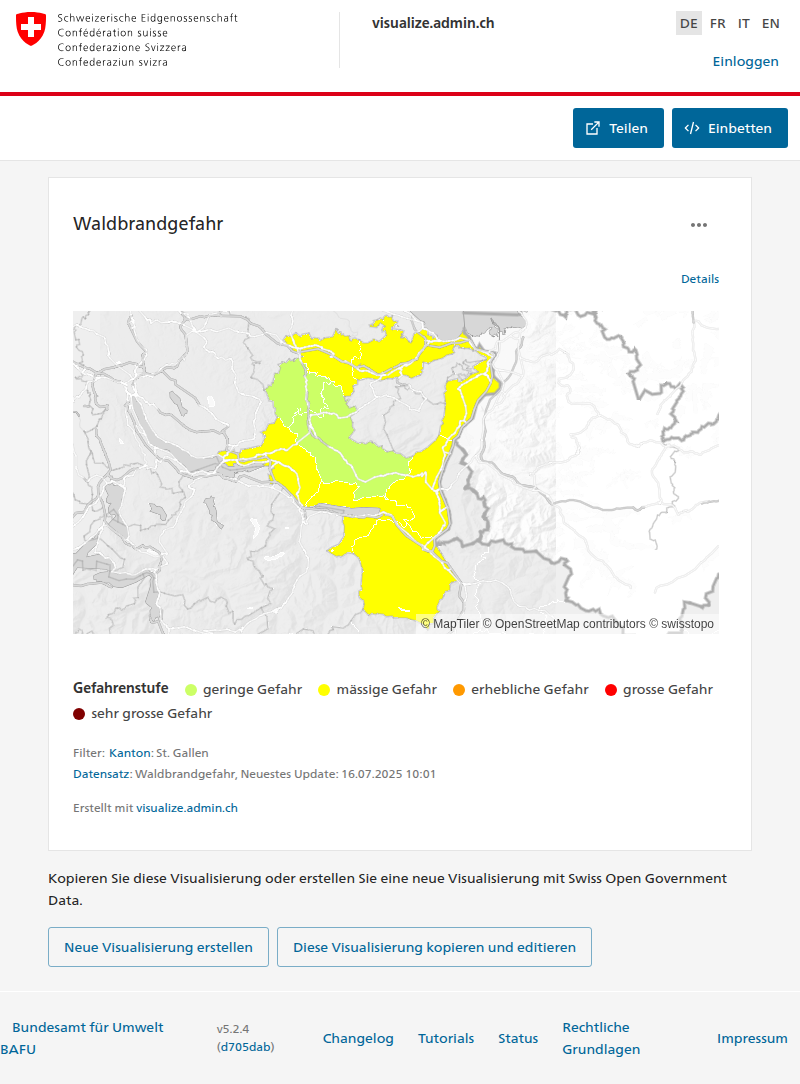 Schweizerische Eidgenossenschaft
Confédération suisse
Confederazione Svizzera
Confederaziun svizra
visualize.admin.ch
DE FR IT EN
Einloggen
Teilen
Einbetten
Waldbrandgefahr
Details
© MapTiler © OpenStreetMap contributors © swisstopo
Gefahrenstufe geringe Gefahr mässige Gefahr erhebliche Gefahr grosse Gefahr
sehr grosse Gefahr
Filter: Kanton: St. Gallen
Datensatz: Waldbrandgefahr, Neuestes Update: 16.07.2025 10:01
Erstellt mit visualize.admin.ch
Kopieren Sie diese Visualisierung oder erstellen Sie eine neue Visualisierung mit Swiss Open Government
Data.
Neue Visualisierung erstellen
Diese Visualisierung kopieren und editieren
Bundesamt für Umwelt
BAFU
v5.2.4
(d705dab)
Changelog
Tutorials
Status
Rechtliche
Grundlagen
Impressum